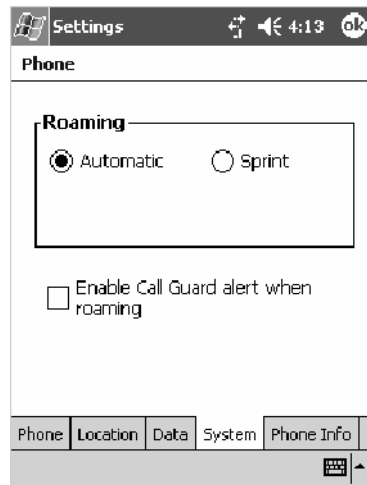 Settings 4:13 ok
Phone
Roaming
Automatic Sprint
Enable Call Guard alert when
roaming
Phone Location Data System Phone Info